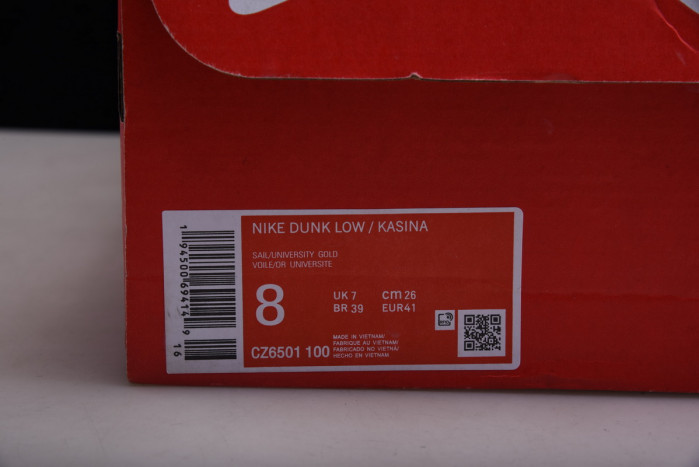 NIKE DUNK LOW / KASINA
SAIL/UNIVERSITY GOLD
VOILE/OR UNIVERSITE
8
UK 7 cm 26
BR 39 EUR 41
CZ6501 100
MADE IN VIETNAM/
FABRIQUÉ AU VIETNAM/
FABRICADO NO VIETNÃ/
HECHO EN VIETNAM
1 94500 69414 9
16